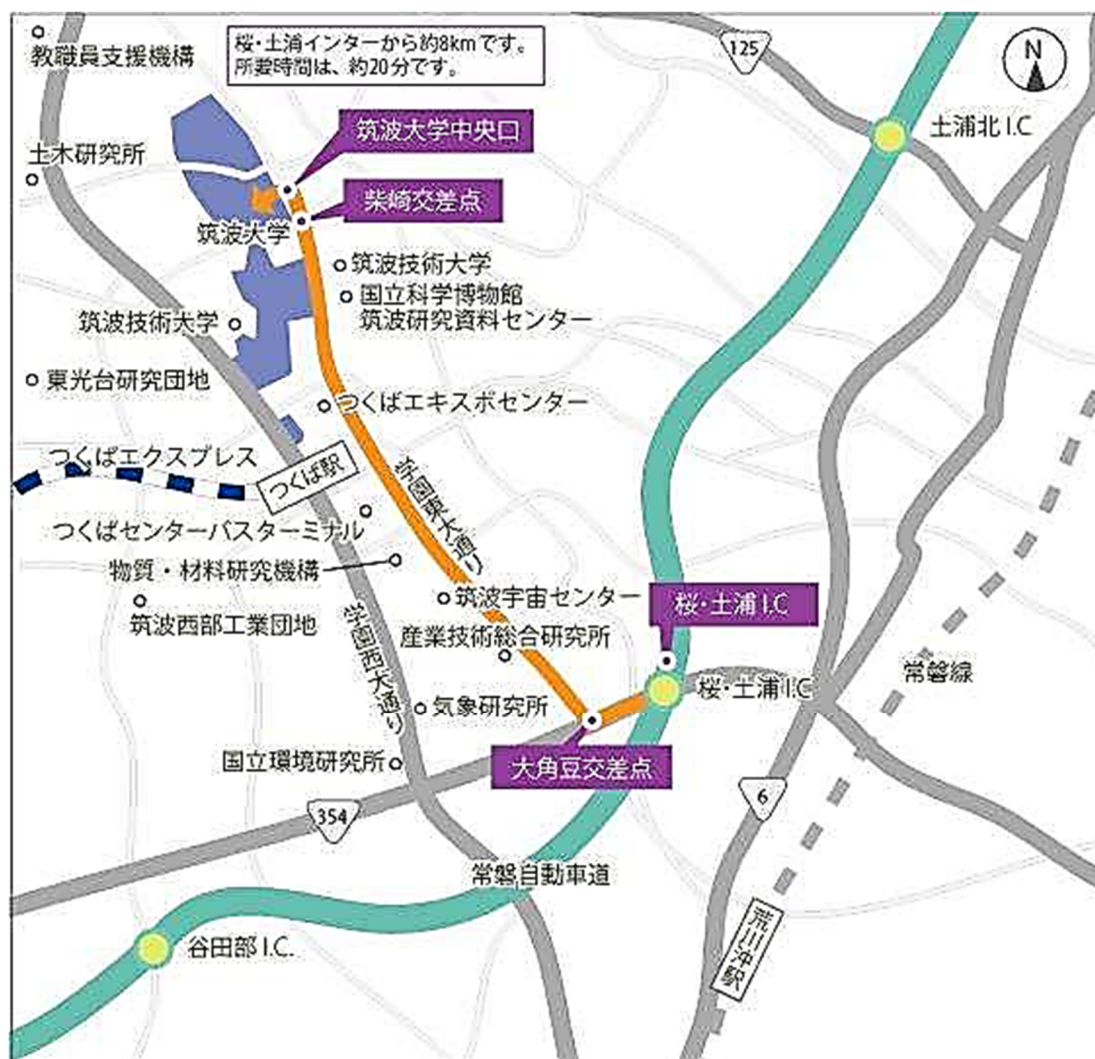 教職員支援機構
桜・土浦インターから約8kmです。
所要時間は、約20分です。
125
N
土浦北I.C
筑波大学中央口
土木研究所
柴崎交差点
筑波大学
筑波技術大学
国立科学博物館
筑波研究資料センター
筑波技術大学
東光台研究団地
つくばエキスポセンター
つくばエクスプレス
つくば駅
学園東大通り
つくばセンターバスターミナル
物質・材料研究機構
筑波西部工業団地
筑波宇宙センター
桜・土浦I.C
学園西大通り
産業技術総合研究所
常磐線
桜・土浦I.C
気象研究所
国立環境研究所
大角豆交差点
354
6
常磐自動車道
荒川沖駅
谷田部I.C.